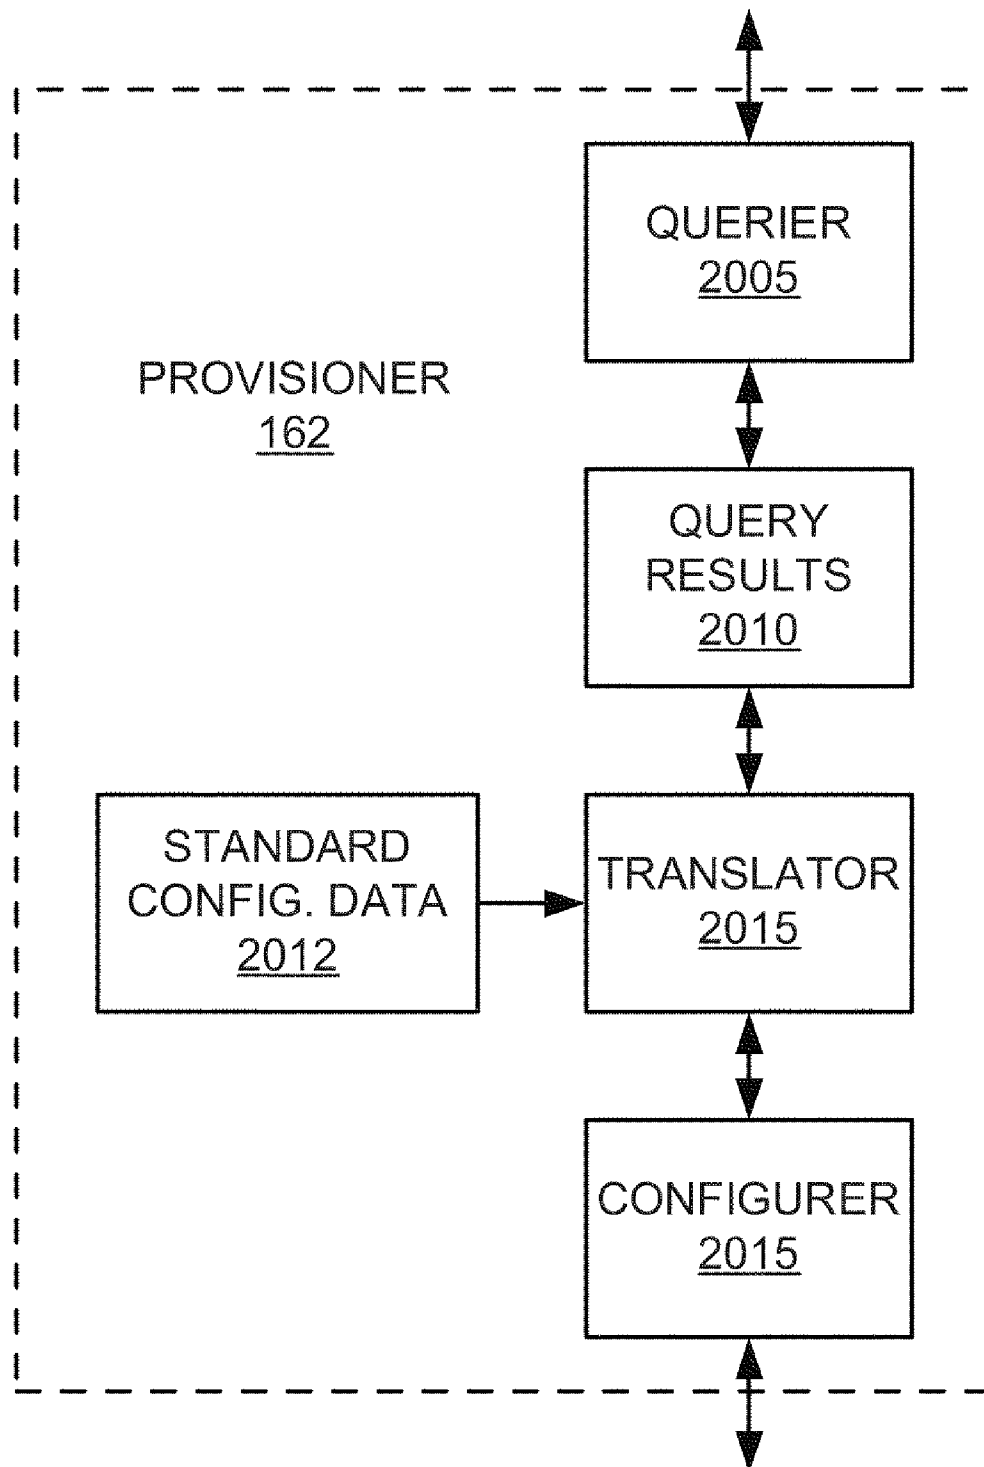 QUERIER
2005
PROVISIONER
162
QUERY
RESULTS
2010
STANDARD
CONFIG. DATA
2012
TRANSLATOR
2015
CONFIGURER
2015